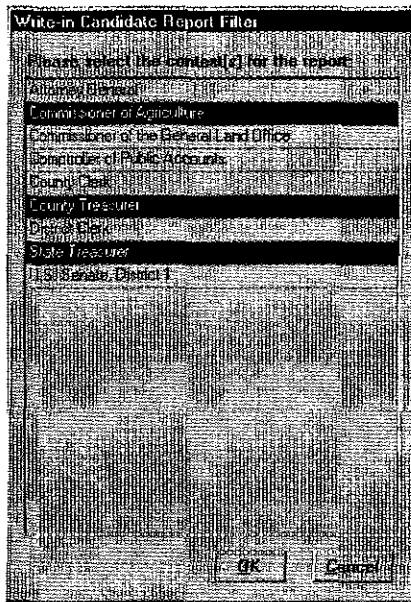 Write-in Candidate Report Filter
Please select the contest(s) for the report:
Attorney General
Commissioner of Agriculture
Commissioner of the General Land Office
Comptroller of Public Accounts
County Clerk
County Treasurer
District Clerk
State Treasurer
U.S. Senate, District 1
OK
Cancel